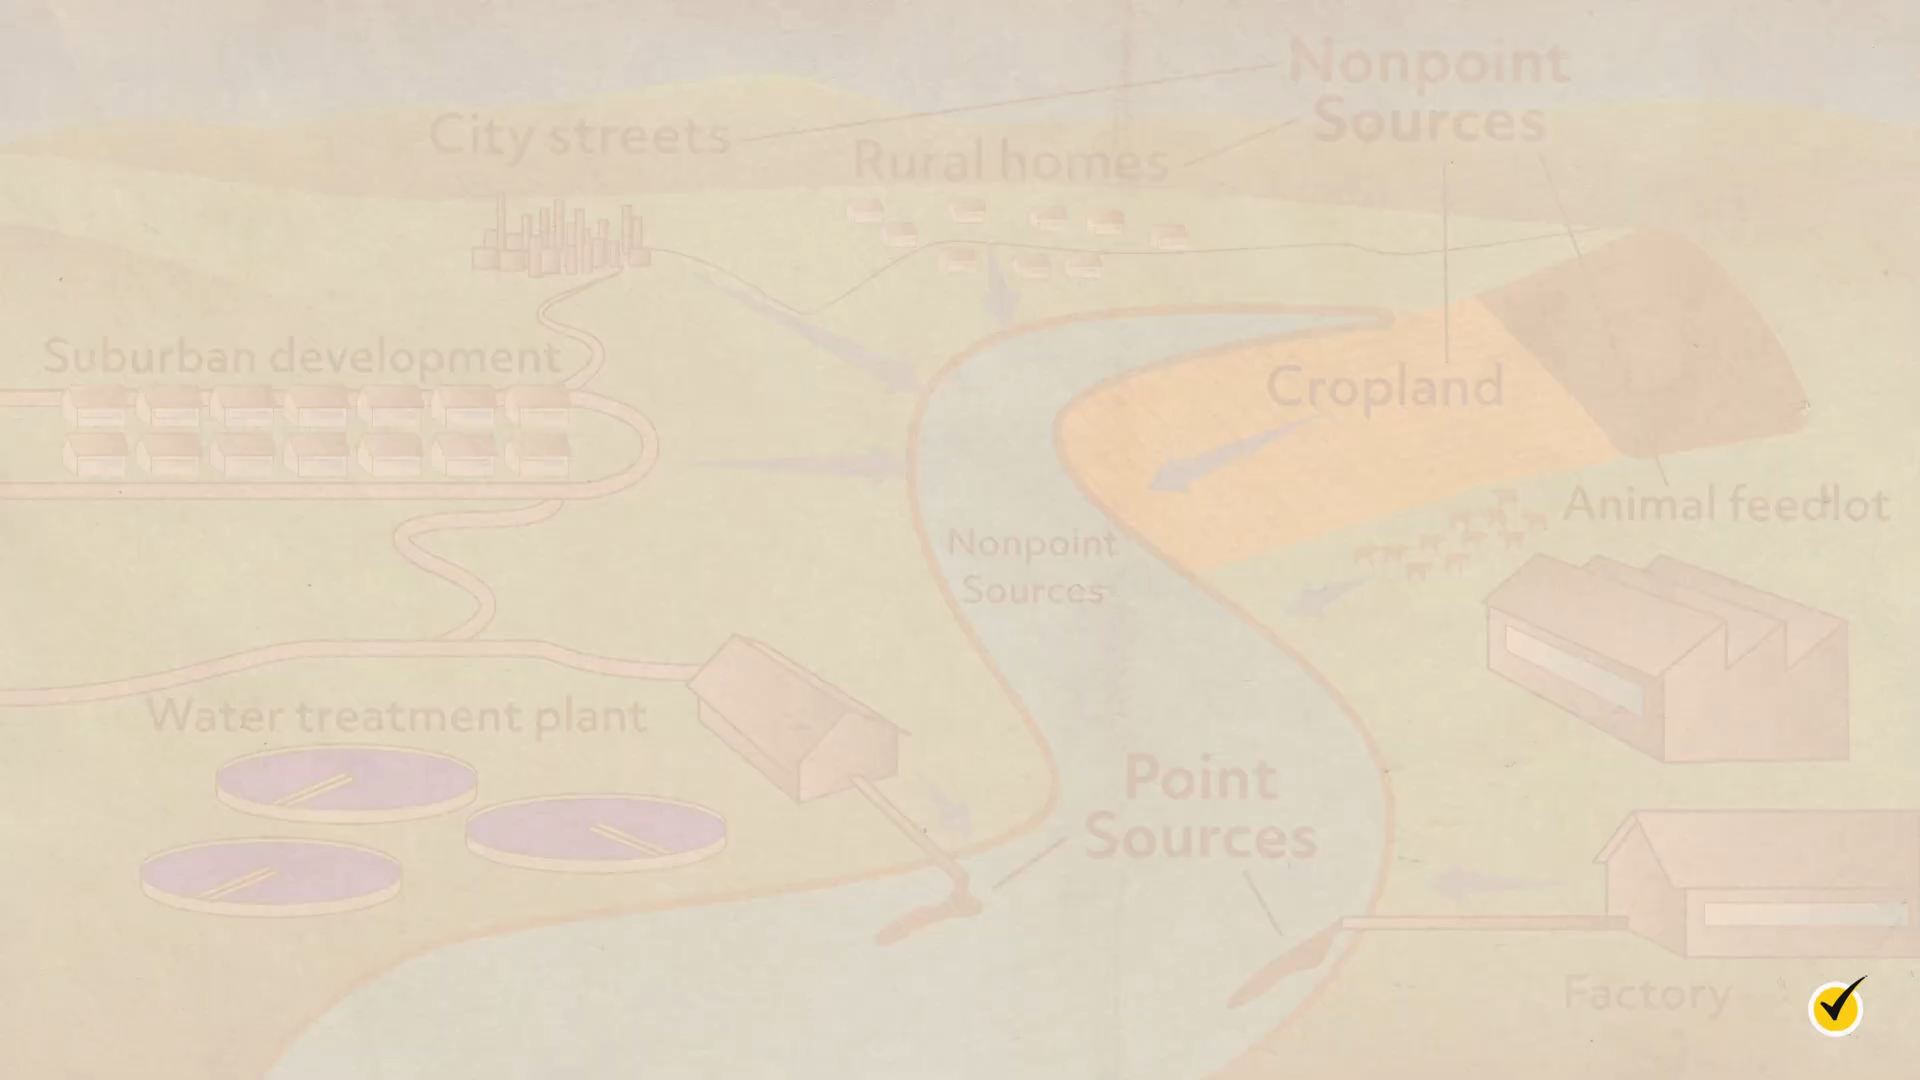 Nonpoint
Sources
City streets
Rural homes
Suburban development
Cropland
Animal feedlot
Nonpoint
Sources
Water treatment plant
Point
Sources
Factory